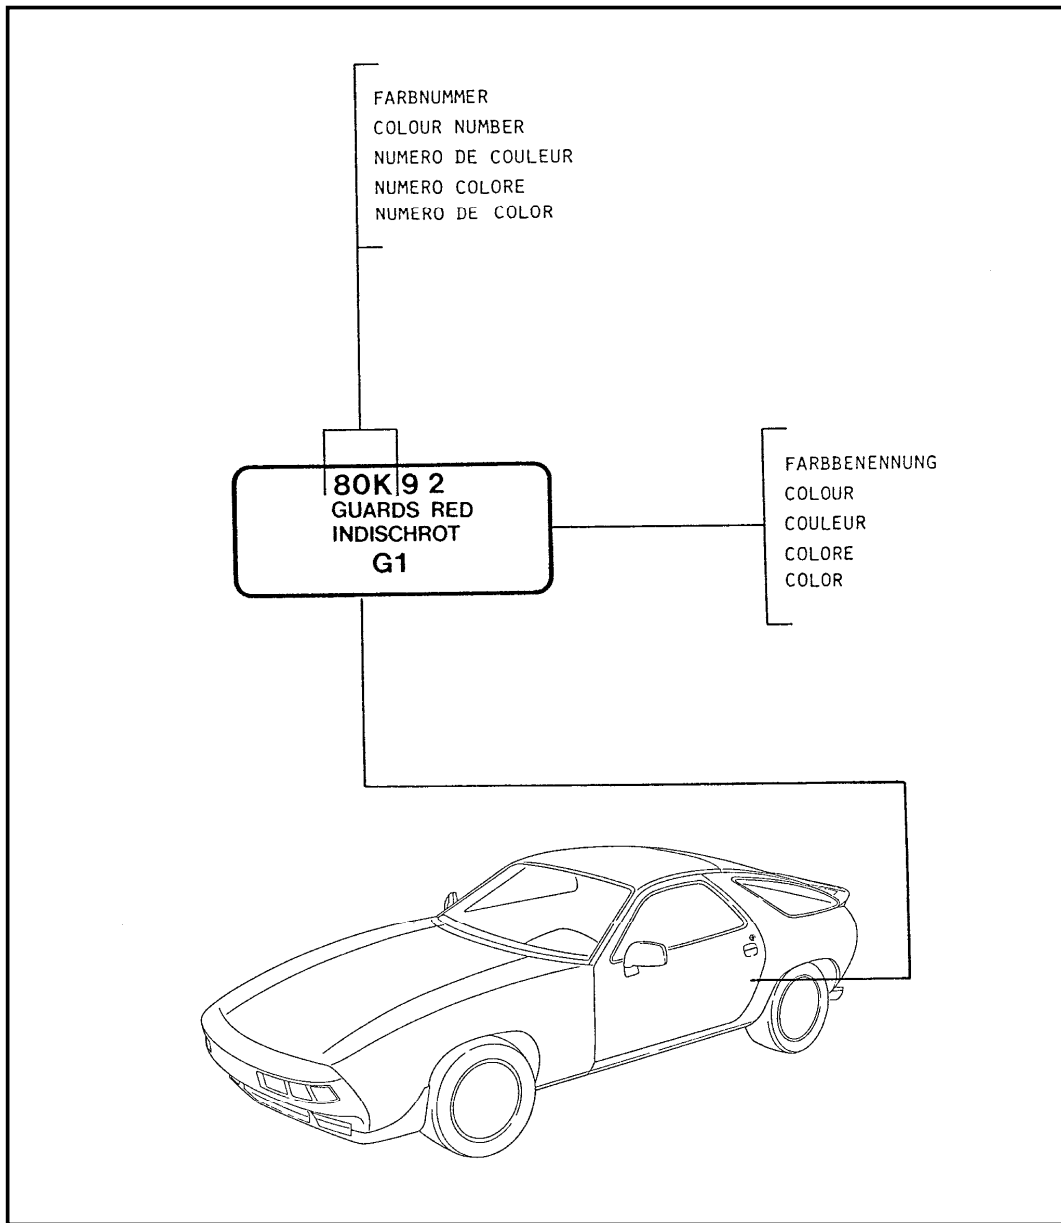 FARBNUMMER
COLOUR NUMBER
NUMERO DE COULEUR
NUMERO COLORE
NUMERO DE COLOR
80K 9 2
GUARDS RED
INDISCHROT
G1
FARBBENENNUNG
COLOUR
COULEUR
COLORE
COLOR